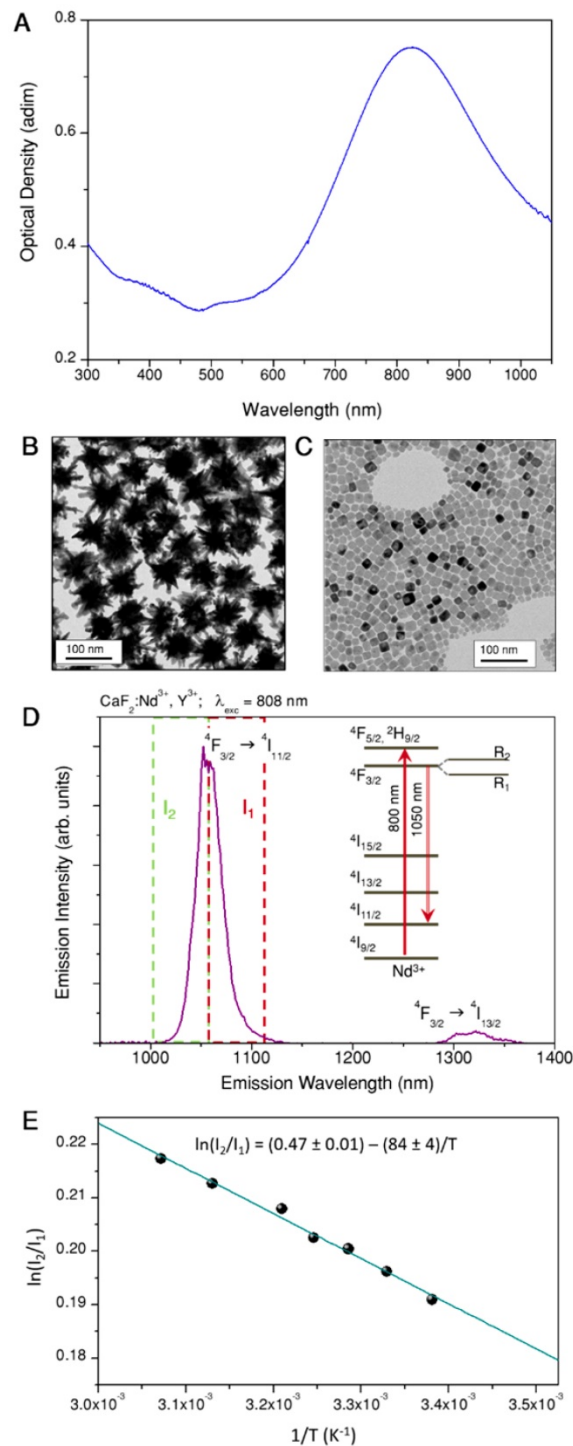 A
0.8
0.6
0.4
0.2
Optical Density (adim)
300 400 500 600 700 800 900 1000
Wavelength (nm)
B
100 nm
C
100 nm
D
CaF₂:Nd³⁺, Y³⁺; λexc = 808 nm
⁴F₃/₂ → ⁴I₁₁/₂
I₂
I₁
⁴F₅/₂, ²H₉/₂
⁴F₃/₂
R₂
R₁
800 nm
1050 nm
⁴I₁₅/₂
⁴I₁₃/₂
⁴I₁₁/₂
⁴I₉/₂
Nd³⁺
⁴F₃/₂ → ⁴I₁₃/₂
Emission Intensity (arb. units)
1000 1100 1200 1300 1400
Emission Wavelength (nm)
E
ln(I₂/I₁) = (0.47 ± 0.01) − (84 ± 4)/T
0.22
0.21
0.20
0.19
0.18
ln(I₂/I₁)
3.0x10⁻³ 3.1x10⁻³ 3.2x10⁻³ 3.3x10⁻³ 3.4x10⁻³ 3.5x10⁻³
1/T (K⁻¹)